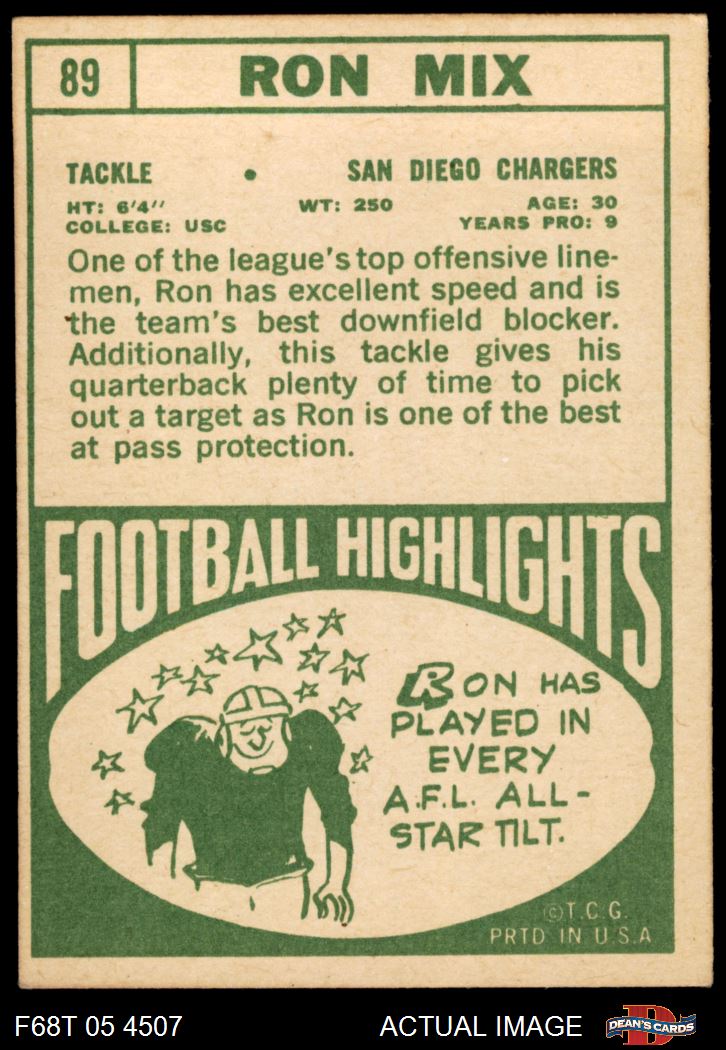 89
RON MIX
TACKLE • SAN DIEGO CHARGERS
HT: 6'4" WT: 250 AGE: 30
COLLEGE: USC YEARS PRO: 9
One of the league's top offensive line-
men, Ron has excellent speed and is
the team's best downfield blocker.
Additionally, this tackle gives his
quarterback plenty of time to pick
out a target as Ron is one of the best
at pass protection.
FOOTBALL HIGHLIGHTS
RON HAS
PLAYED IN
EVERY
A.F.L. ALL-
STAR TILT.
©T.C.G.
PRTD IN U.S.A
F68T 05 4507 ACTUAL IMAGE
D
DEAN'S CARDS